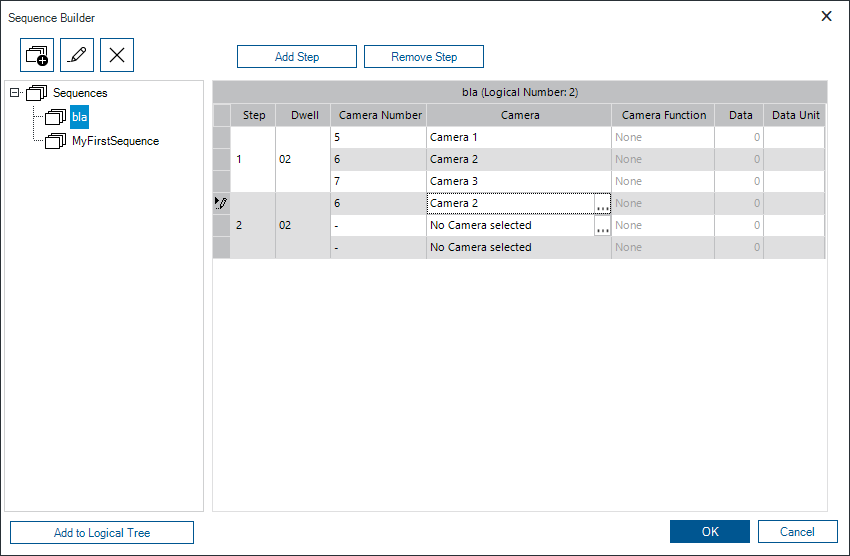 Sequence Builder
Add Step Remove Step
Sequences
bla
MyFirstSequence
bla (Logical Number: 2)
Step Dwell Camera Number Camera Camera Function Data Data Unit
5 Camera 1 None 0
1 02 6 Camera 2 None 0
7 Camera 3 None 0
6 Camera 2 ... None 0
2 02 - No Camera selected ... None 0
- No Camera selected None 0
Add to Logical Tree
OK Cancel